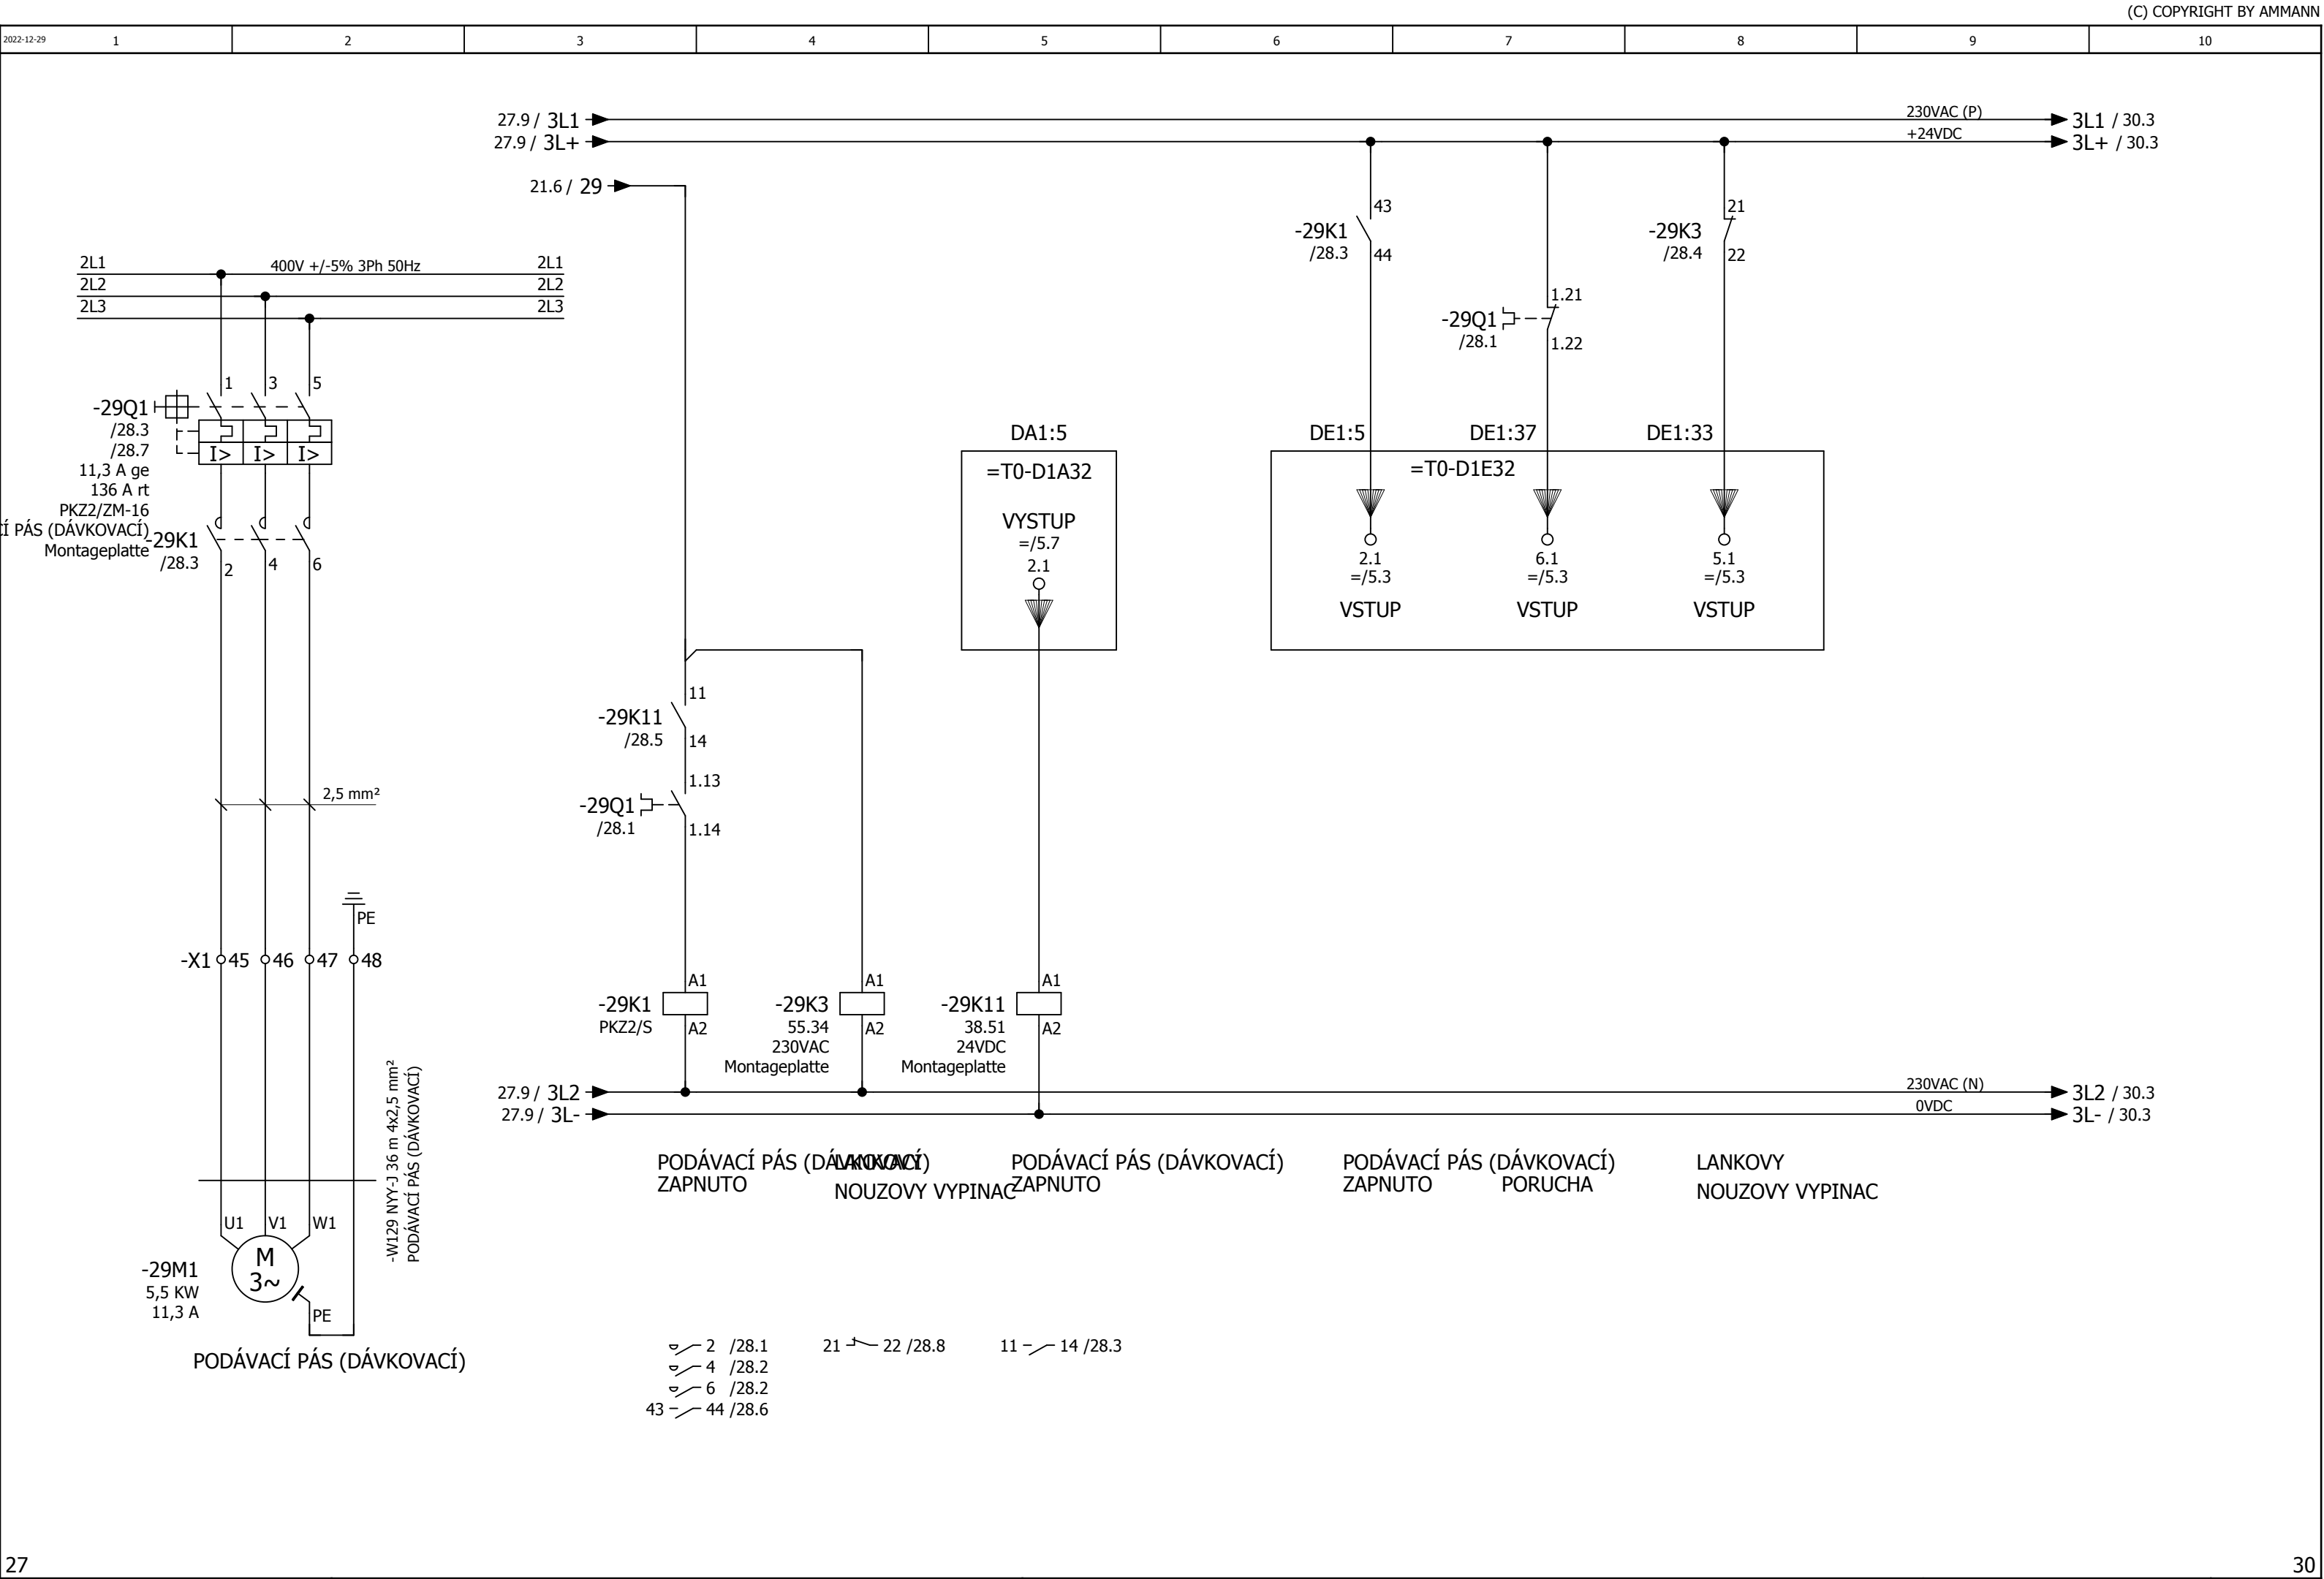 (C) COPYRIGHT BY AMMANN
2022-12-29 1 2 3 4 5 6 7 8 9 10
27.9 / 3L1 230VAC (P) 3L1 / 30.3
27.9 / 3L+ +24VDC 3L+ / 30.3
21.6 / 29
43 21
-29K1 -29K3
/28.3 44 /28.4 22
2L1 400V +/-5% 3Ph 50Hz 2L1
2L2 2L2
2L3 2L3
1.21
-29Q1
/28.1 1.22
1 3 5
-29Q1
/28.3
/28.7
I> I> I>
11,3 A ge
136 A rt
PKZ2/ZM-16
CÍ PÁS (DÁVKOVACÍ)
Montageplatte
-29K1
/28.3 2 4 6
DA1:5 DE1:5 DE1:37 DE1:33
=T0-D1A32 =T0-D1E32
VYSTUP
=/5.7
2.1
2.1 6.1 5.1
=/5.3 =/5.3 =/5.3
VSTUP VSTUP VSTUP
11
-29K11
/28.5 14
1.13
-29Q1
/28.1 1.14
2,5 mm²
PE
-X1 45 46 47 48
A1 A1 A1
-29K1 -29K3 -29K11
PKZ2/S A2 55.34 A2 38.51 A2
230VAC 24VDC
Montageplatte Montageplatte
27.9 / 3L2 230VAC (N) 3L2 / 30.3
27.9 / 3L- 0VDC 3L- / 30.3
-W129 NYY-J 36 m 4x2,5 mm²
PODÁVACÍ PÁS (DÁVKOVACÍ)
PODÁVACÍ PÁS (DÁVKOVACÍ)
ZAPNUTO
LANKOVY
NOUZOVY VYPINAC
PODÁVACÍ PÁS (DÁVKOVACÍ)
ZAPNUTO
PODÁVACÍ PÁS (DÁVKOVACÍ)
ZAPNUTO PORUCHA
LANKOVY
NOUZOVY VYPINAC
U1 V1 W1
M
3~
-29M1
5,5 KW
11,3 A
PE
PODÁVACÍ PÁS (DÁVKOVACÍ)
2 /28.1 21 22 /28.8 11 14 /28.3
4 /28.2
6 /28.2
43 44 /28.6
27 30